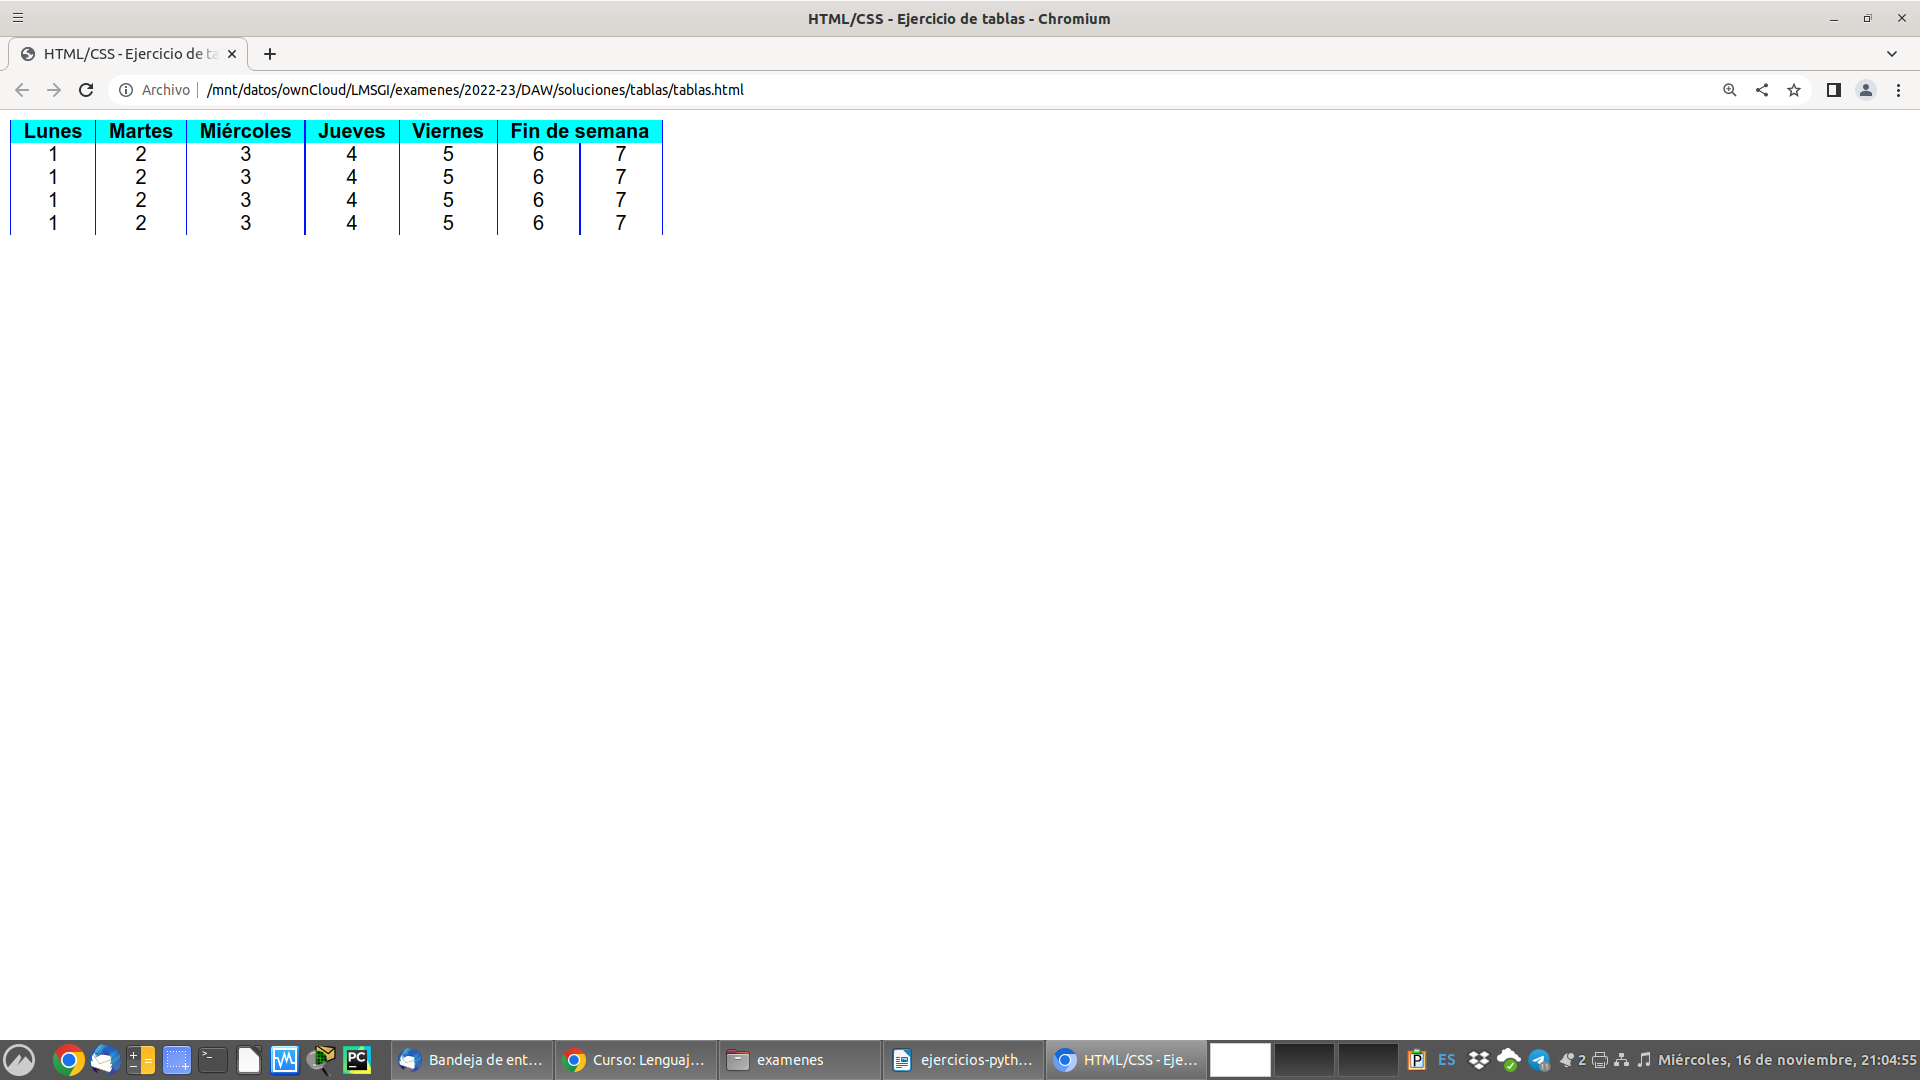 HTML/CSS - Ejercicio de tablas - Chromium
HTML/CSS - Ejercicio de ta
Archivo /mnt/datos/ownCloud/LMSGI/examenes/2022-23/DAW/soluciones/tablas/tablas.html
Lunes Martes Miércoles Jueves Viernes Fin de semana
1 2 3 4 5 6 7
1 2 3 4 5 6 7
1 2 3 4 5 6 7
1 2 3 4 5 6 7
Bandeja de ent... Curso: Lenguaj... examenes ejercicios-pyth... HTML/CSS - Eje... ES 2 Miércoles, 16 de noviembre, 21:04:55